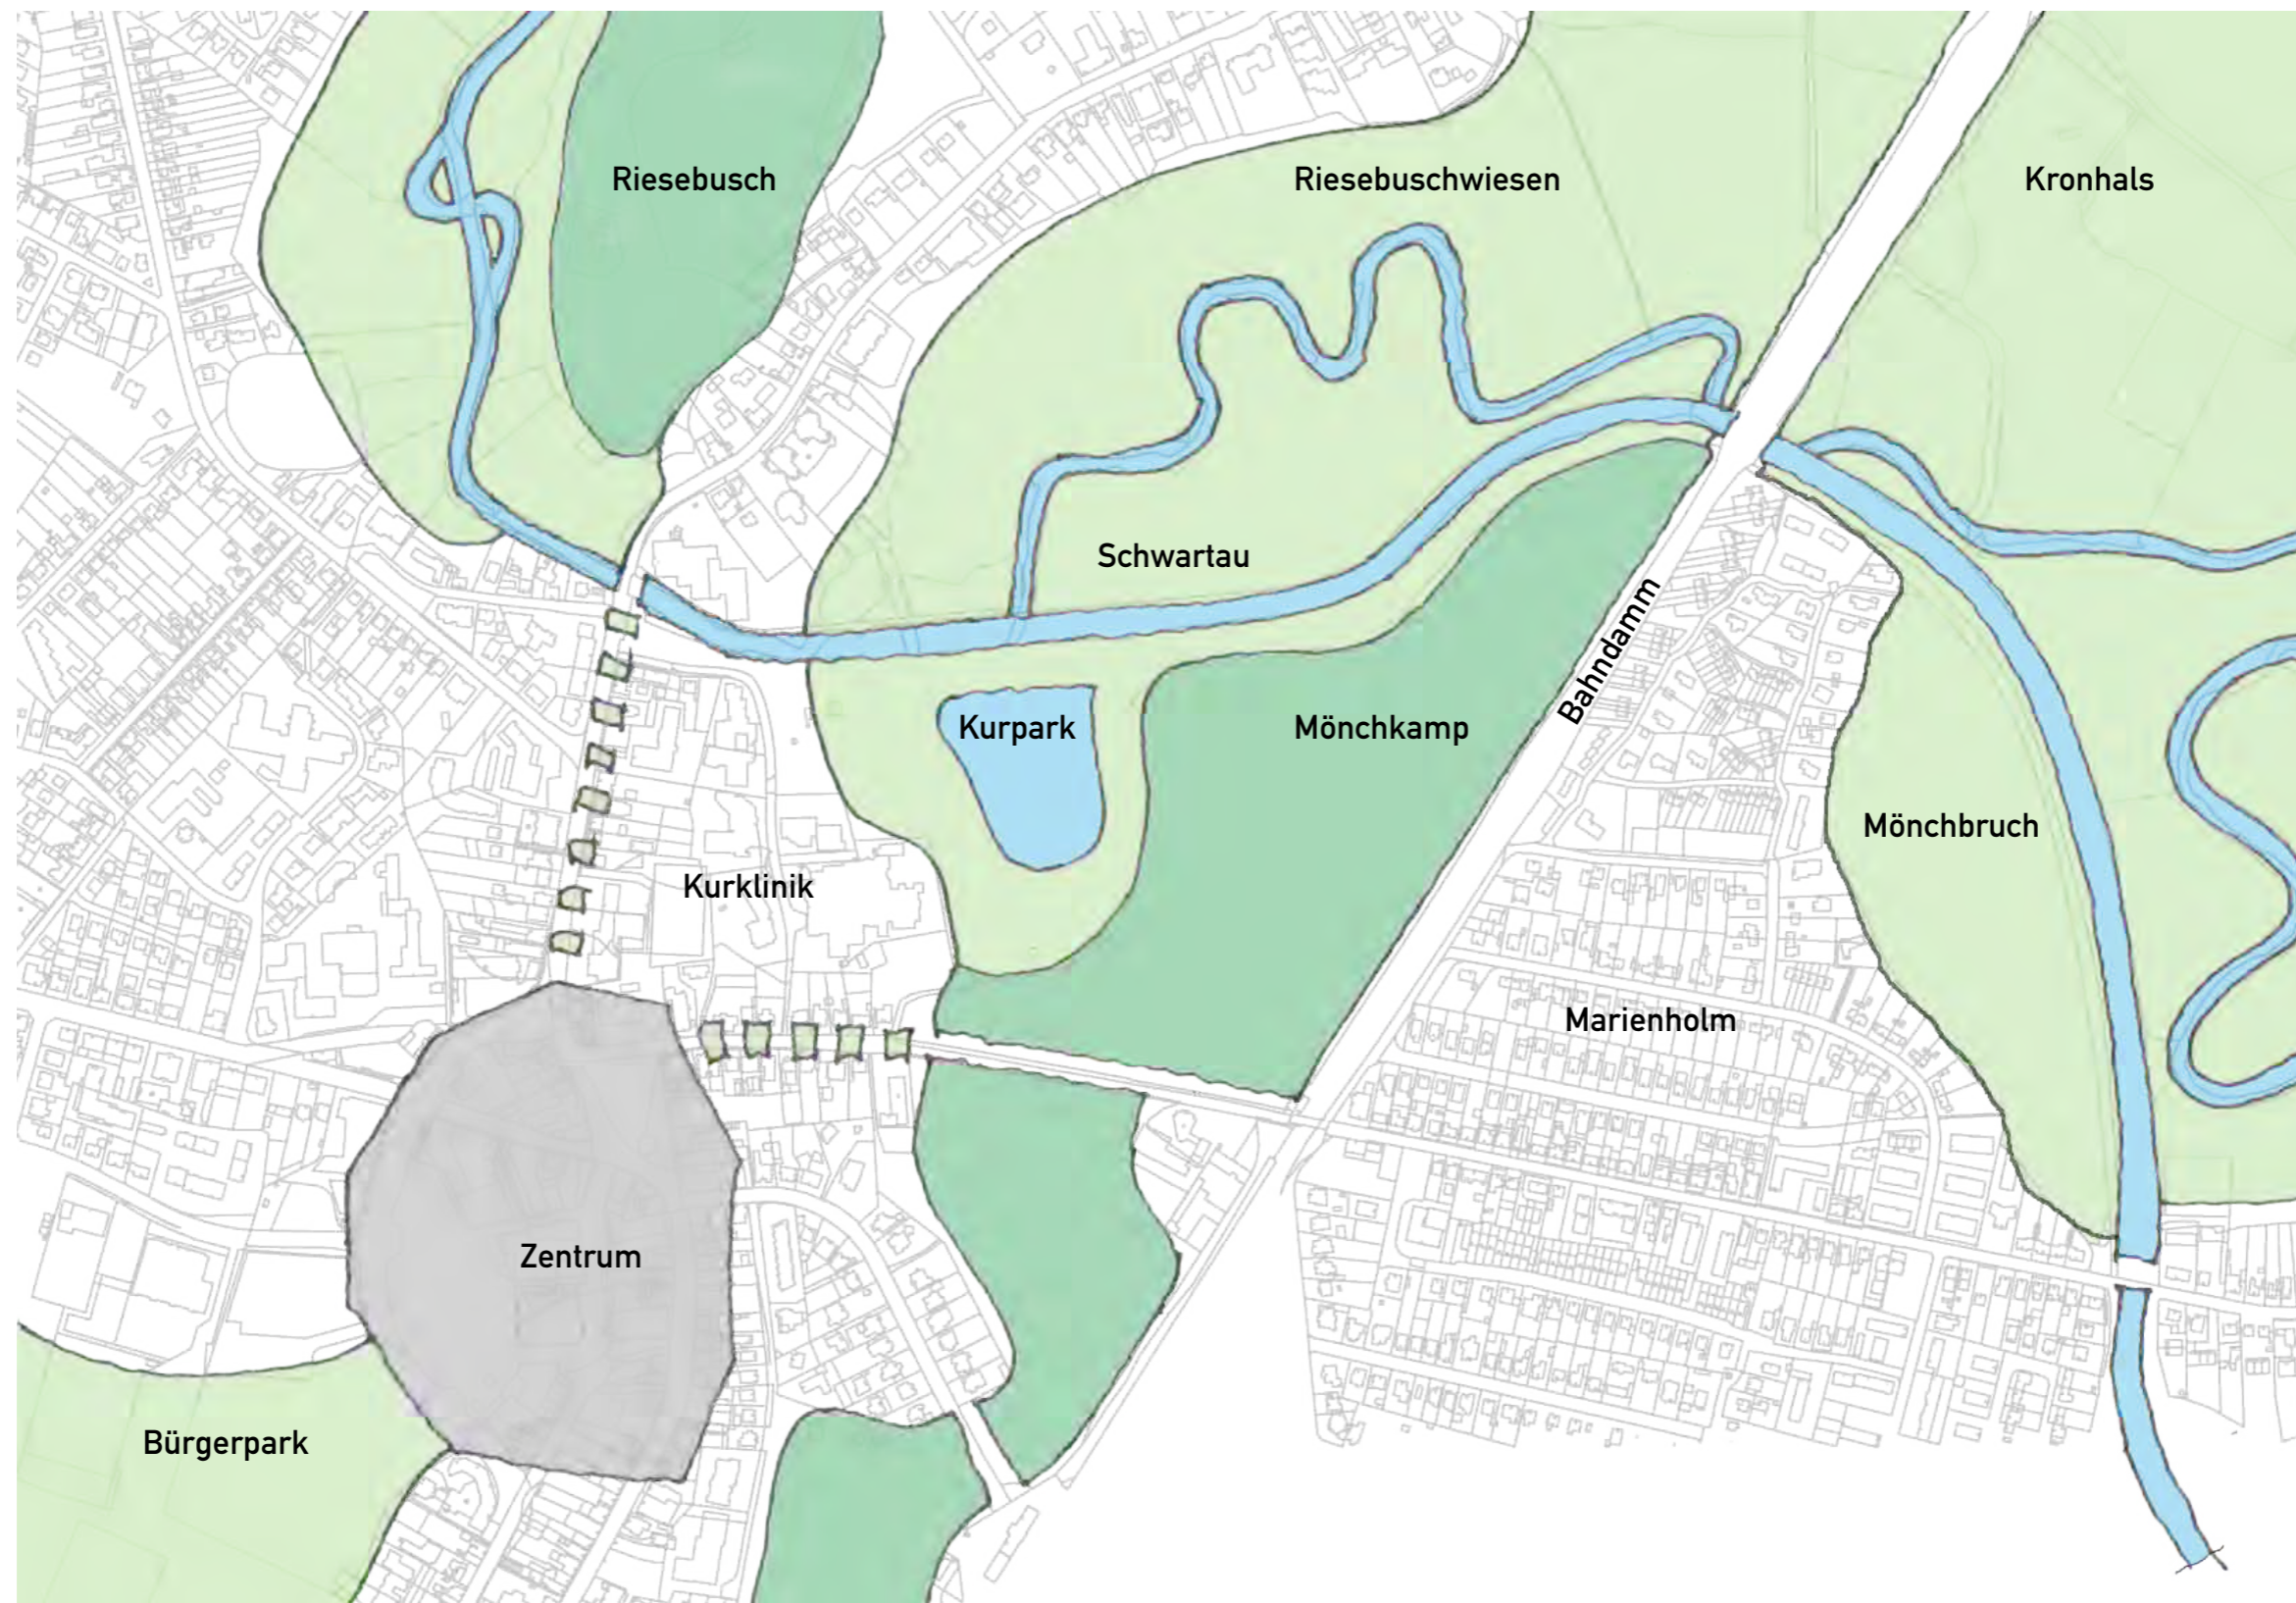 Riesebusch
Riesebuschwiesen
Kronhals
Schwartau
Bahndamm
Kurpark
Mönchkamp
Mönchbruch
Kurklinik
Marienholm
Zentrum
Bürgerpark